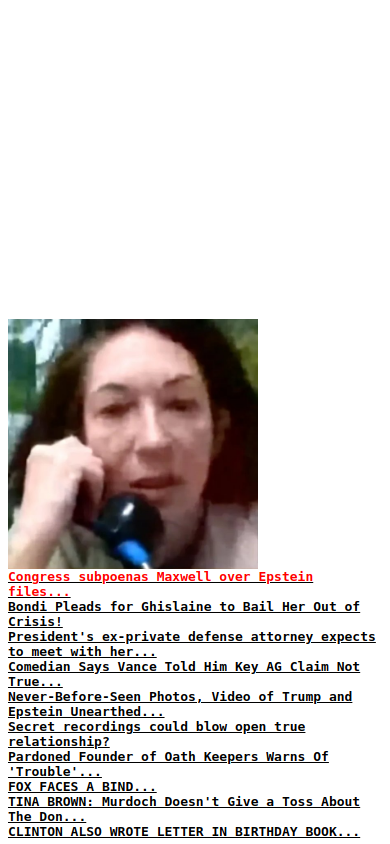 Congress subpoenas Maxwell over Epstein
files...
Bondi Pleads for Ghislaine to Bail Her Out of
Crisis!
President's ex-private defense attorney expects
to meet with her...
Comedian Says Vance Told Him Key AG Claim Not
True...
Never-Before-Seen Photos, Video of Trump and
Epstein Unearthed...
Secret recordings could blow open true
relationship?
Pardoned Founder of Oath Keepers Warns Of
'Trouble'...
FOX FACES A BIND...
TINA BROWN: Murdoch Doesn't Give a Toss About
The Don...
CLINTON ALSO WROTE LETTER IN BIRTHDAY BOOK...